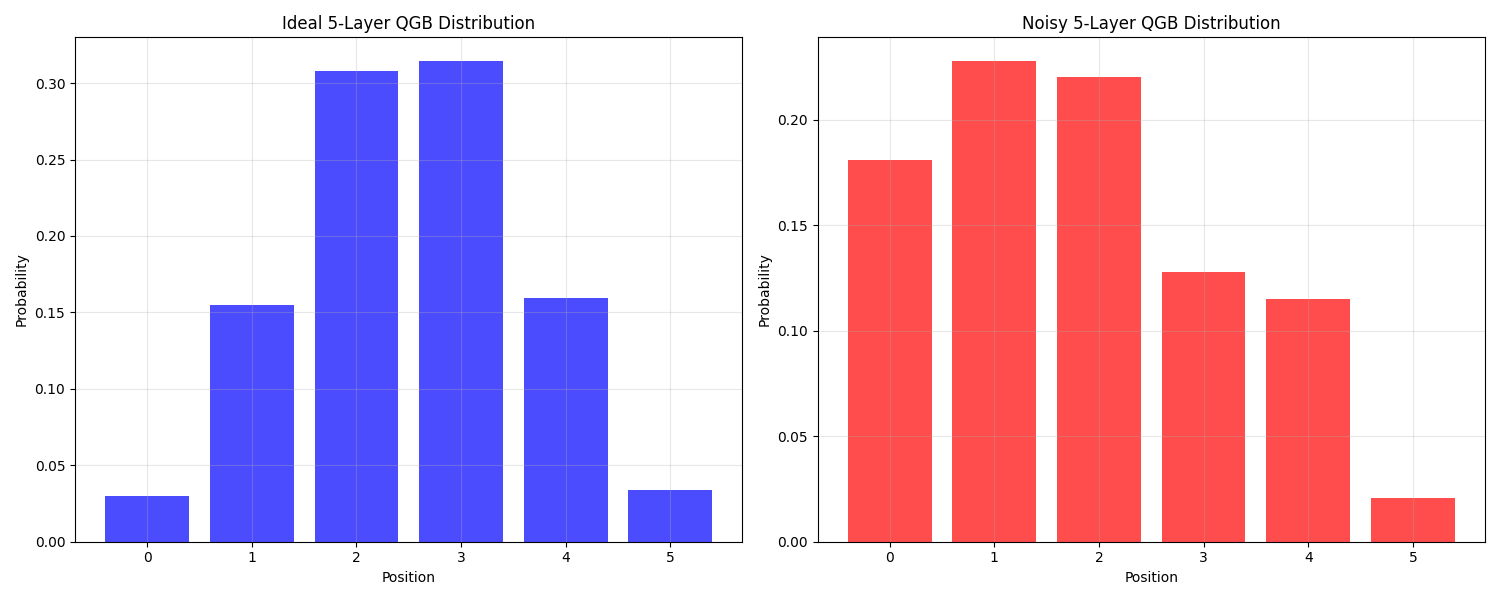 Ideal 5-Layer QGB Distribution
Probability
0.30
0.25
0.20
0.15
0.10
0.05
0.00
0 1 2 3 4 5
Position
Noisy 5-Layer QGB Distribution
Probability
0.20
0.15
0.10
0.05
0.00
0 1 2 3 4 5
Position